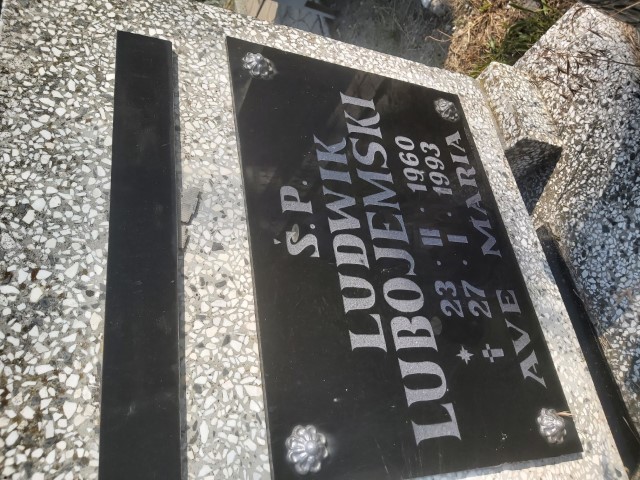 Ś.P.
LUDWIK
LUBOJEMSKI
* 23 · II · 1960
✝ 27 · I · 1993
AVE MARIA